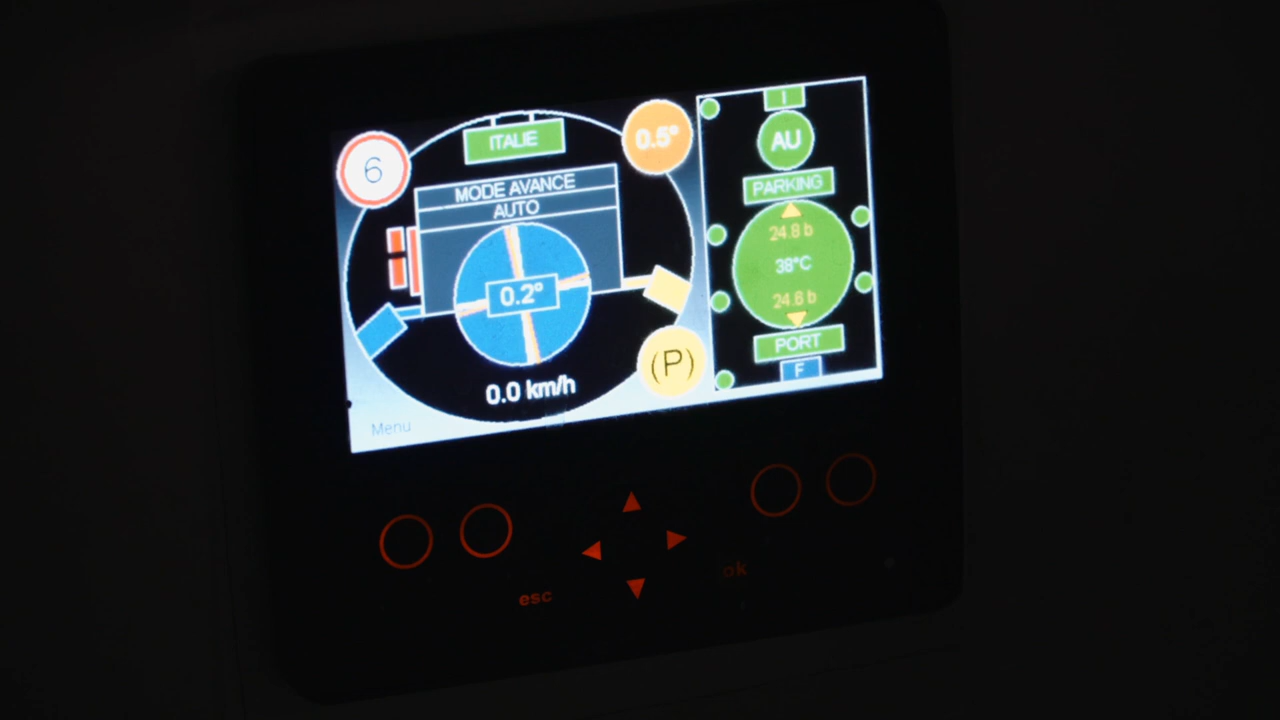 6
ITALIE
0.5°
MODE AVANCE
AUTO
0.2°
(P)
0.0 km/h
Menu
I
AU
PARKING
24.8 b
38°C
24.6 b
PORT
F
esc
ok